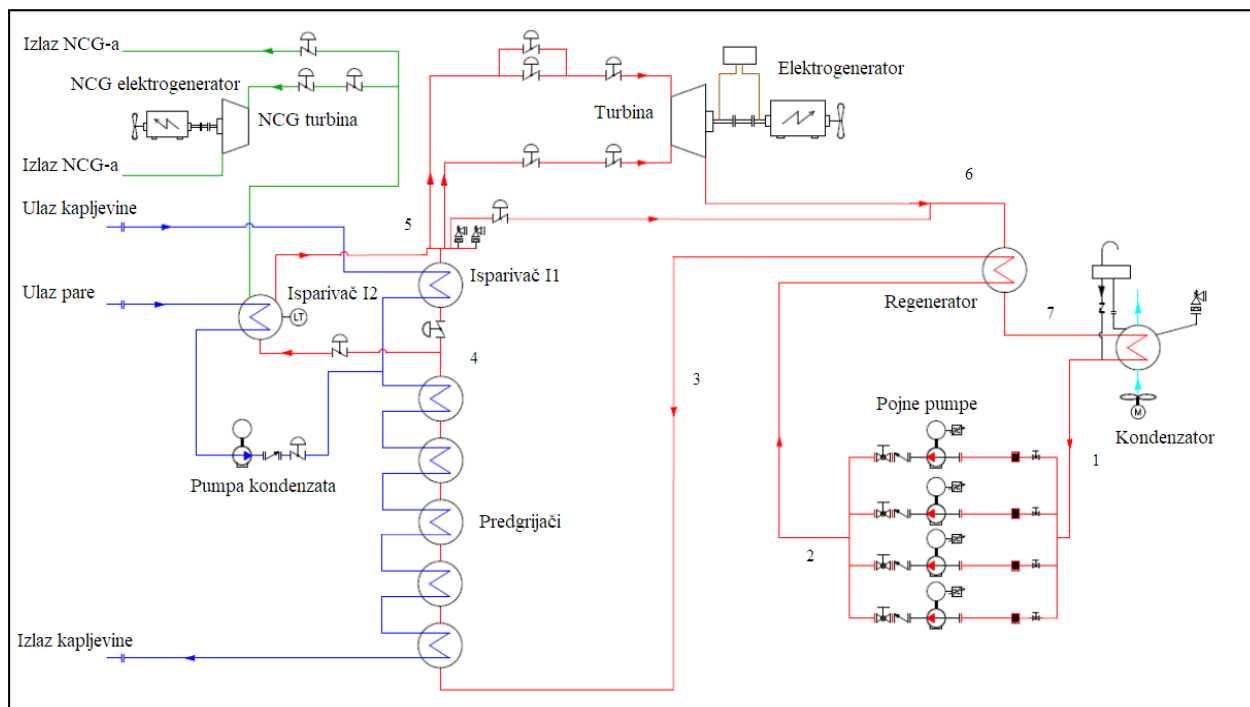 Izlaz NCG-a
NCG elektrogenerator
NCG turbina
Izlaz NCG-a
Ulaz kapljevine
Ulaz pare
Isparivač I2
LT
Isparivač I1
5
4
Pumpa kondenzata
Predgrijači
Izlaz kapljevine
Turbina
Elektrogenerator
6
Regenerator
7
3
Kondenzator
M
1
Pojne pumpe
2